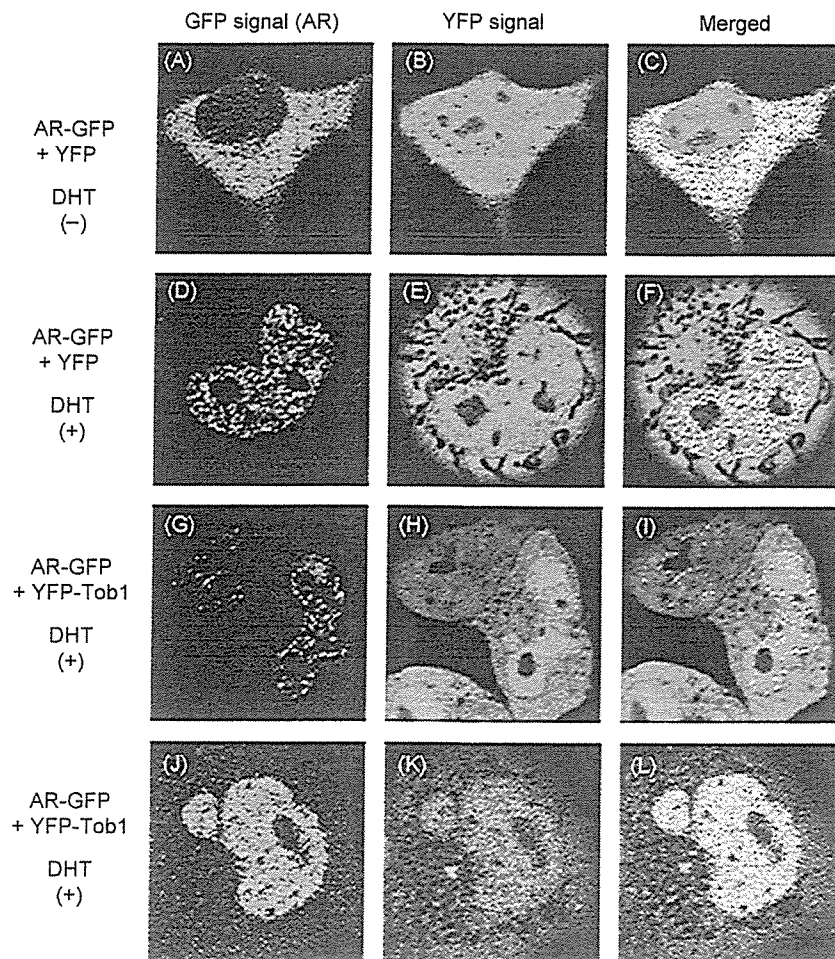 GFP signal (AR)
YFP signal
Merged
AR-GFP
+ YFP
DHT
(–)
(A)
(B)
(C)
AR-GFP
+ YFP
DHT
(+)
(D)
(E)
(F)
AR-GFP
+ YFP-Tob1
DHT
(+)
(G)
(H)
(I)
AR-GFP
+ YFP-Tob1
DHT
(+)
(J)
(K)
(L)